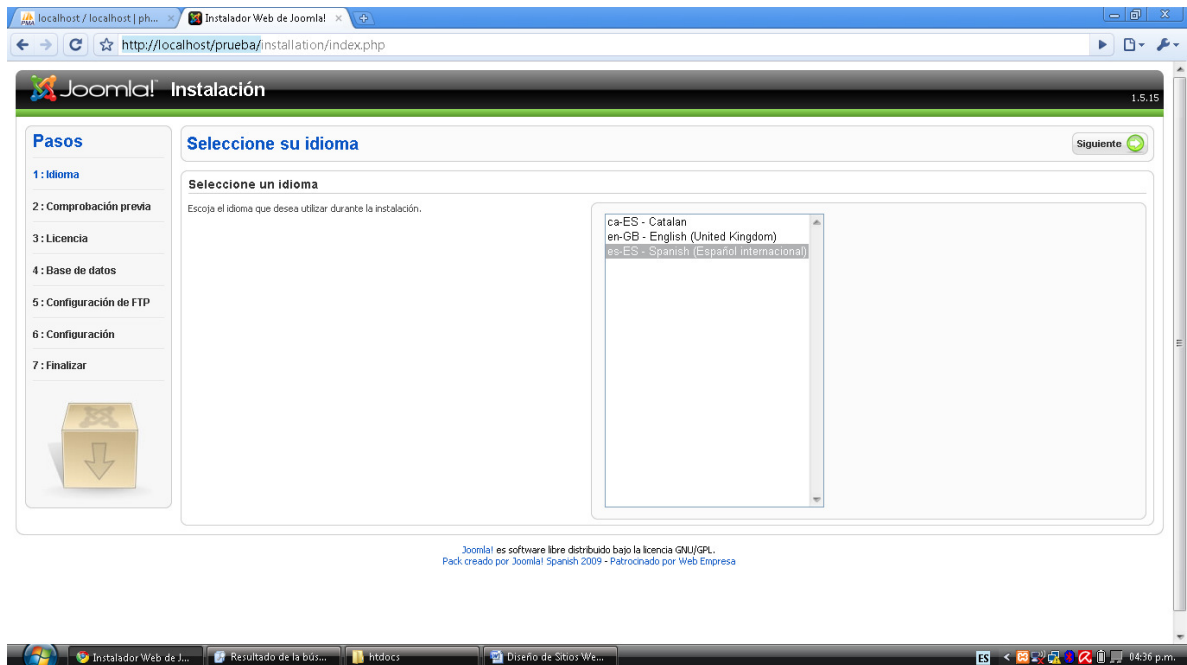 localhost / localhost | ph...
Instalador Web de Joomla!
http://localhost/prueba/installation/index.php
Joomla! Instalación
1.5.15
Pasos
1 : Idioma
2 : Comprobación previa
3 : Licencia
4 : Base de datos
5 : Configuración de FTP
6 : Configuración
7 : Finalizar
Seleccione su idioma
Siguiente
Seleccione un idioma
Escoja el idioma que desea utilizar durante la instalación.
ca-ES - Catalan
en-GB - English (United Kingdom)
es-ES - Spanish (Español internacional)
Joomla! es software libre distribuido bajo la licencia GNU/GPL.
Pack creado por Joomla! Spanish 2009 - Patrocinado por Web Empresa
Instalador Web de J...
Resultado de la bús...
htdocs
Diseño de Sitios We...
ES
04:36 p.m.